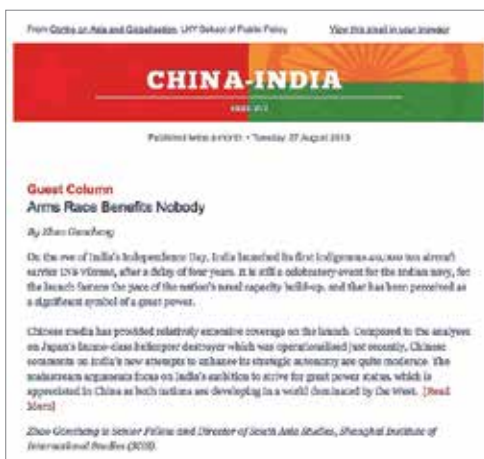 From Centre on Asia and Globalisation, LKY School of Public Policy
View this email in your browser
CHINA-INDIA
Published twice a month • Tuesday 27 August 2013
Guest Column
Arms Race Benefits Nobody
By Zhao Gancheng
On the eve of India's Independence Day, India launched its first indigenous 40,000 ton aircraft
carrier INS Vikrant, after a delay of four years. It is still a celebratory event for the Indian navy, for
the launch fastens the pace of the nation's naval capacity build-up, and that has been perceived as
a significant symbol of a great power.
Chinese media has provided relatively extensive coverage on the launch. Compared to the analyses
on Japan's Izumo-class helicopter destroyer which was operationalised just recently, Chinese
comments on India's new attempts to enhance its strategic autonomy are quite moderate. The
mainstream arguments focus on India's ambition to strive for great power status, which is
appreciated in China as both nations are developing in a world dominated by the West. [Read
More]
Zhao Gancheng is Senior Fellow and Director of South Asia Studies, Shanghai Institute of
International Studies (SIIS).